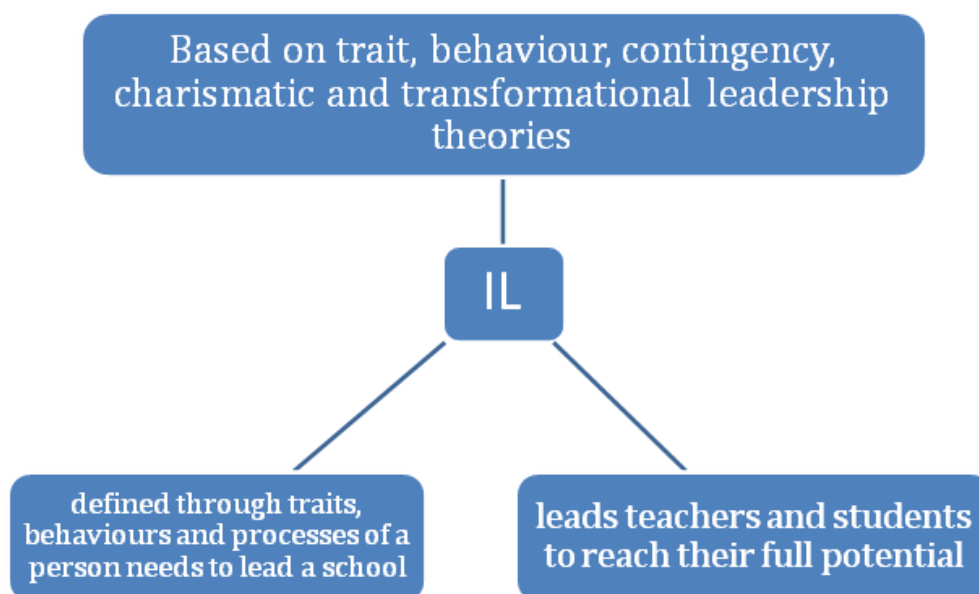 Based on trait, behaviour, contingency,
charismatic and transformational leadership
theories
IL
defined through traits,
behaviours and processes of a
person needs to lead a school
leads teachers and students
to reach their full potential